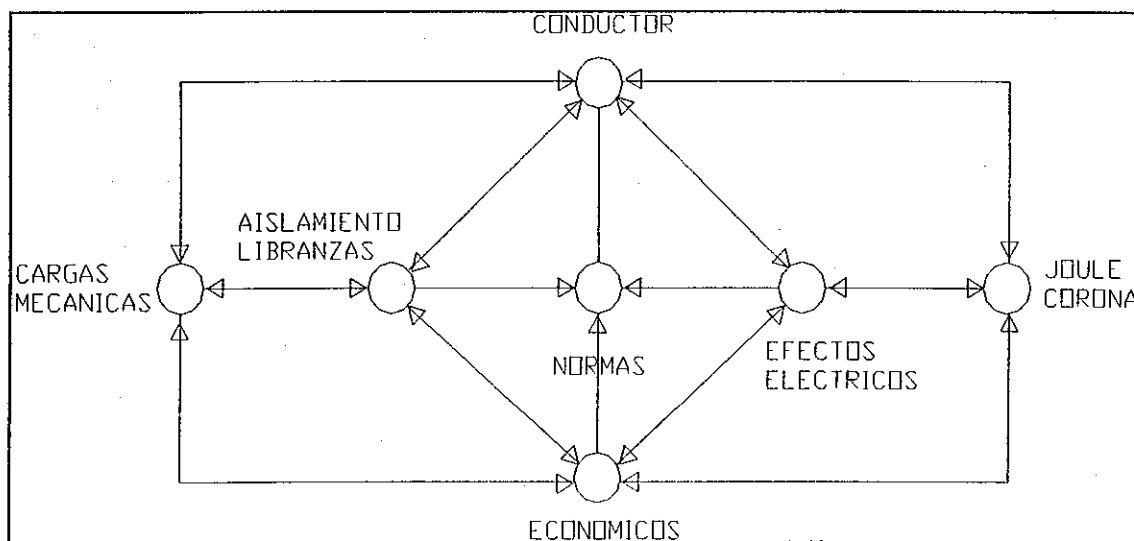 CONDUCTOR
AISLAMIENTO
LIBRANZAS
CARGAS
MECANICAS
JOULE
CORONA
NORMAS
EFECTOS
ELECTRICOS
ECONOMICOS